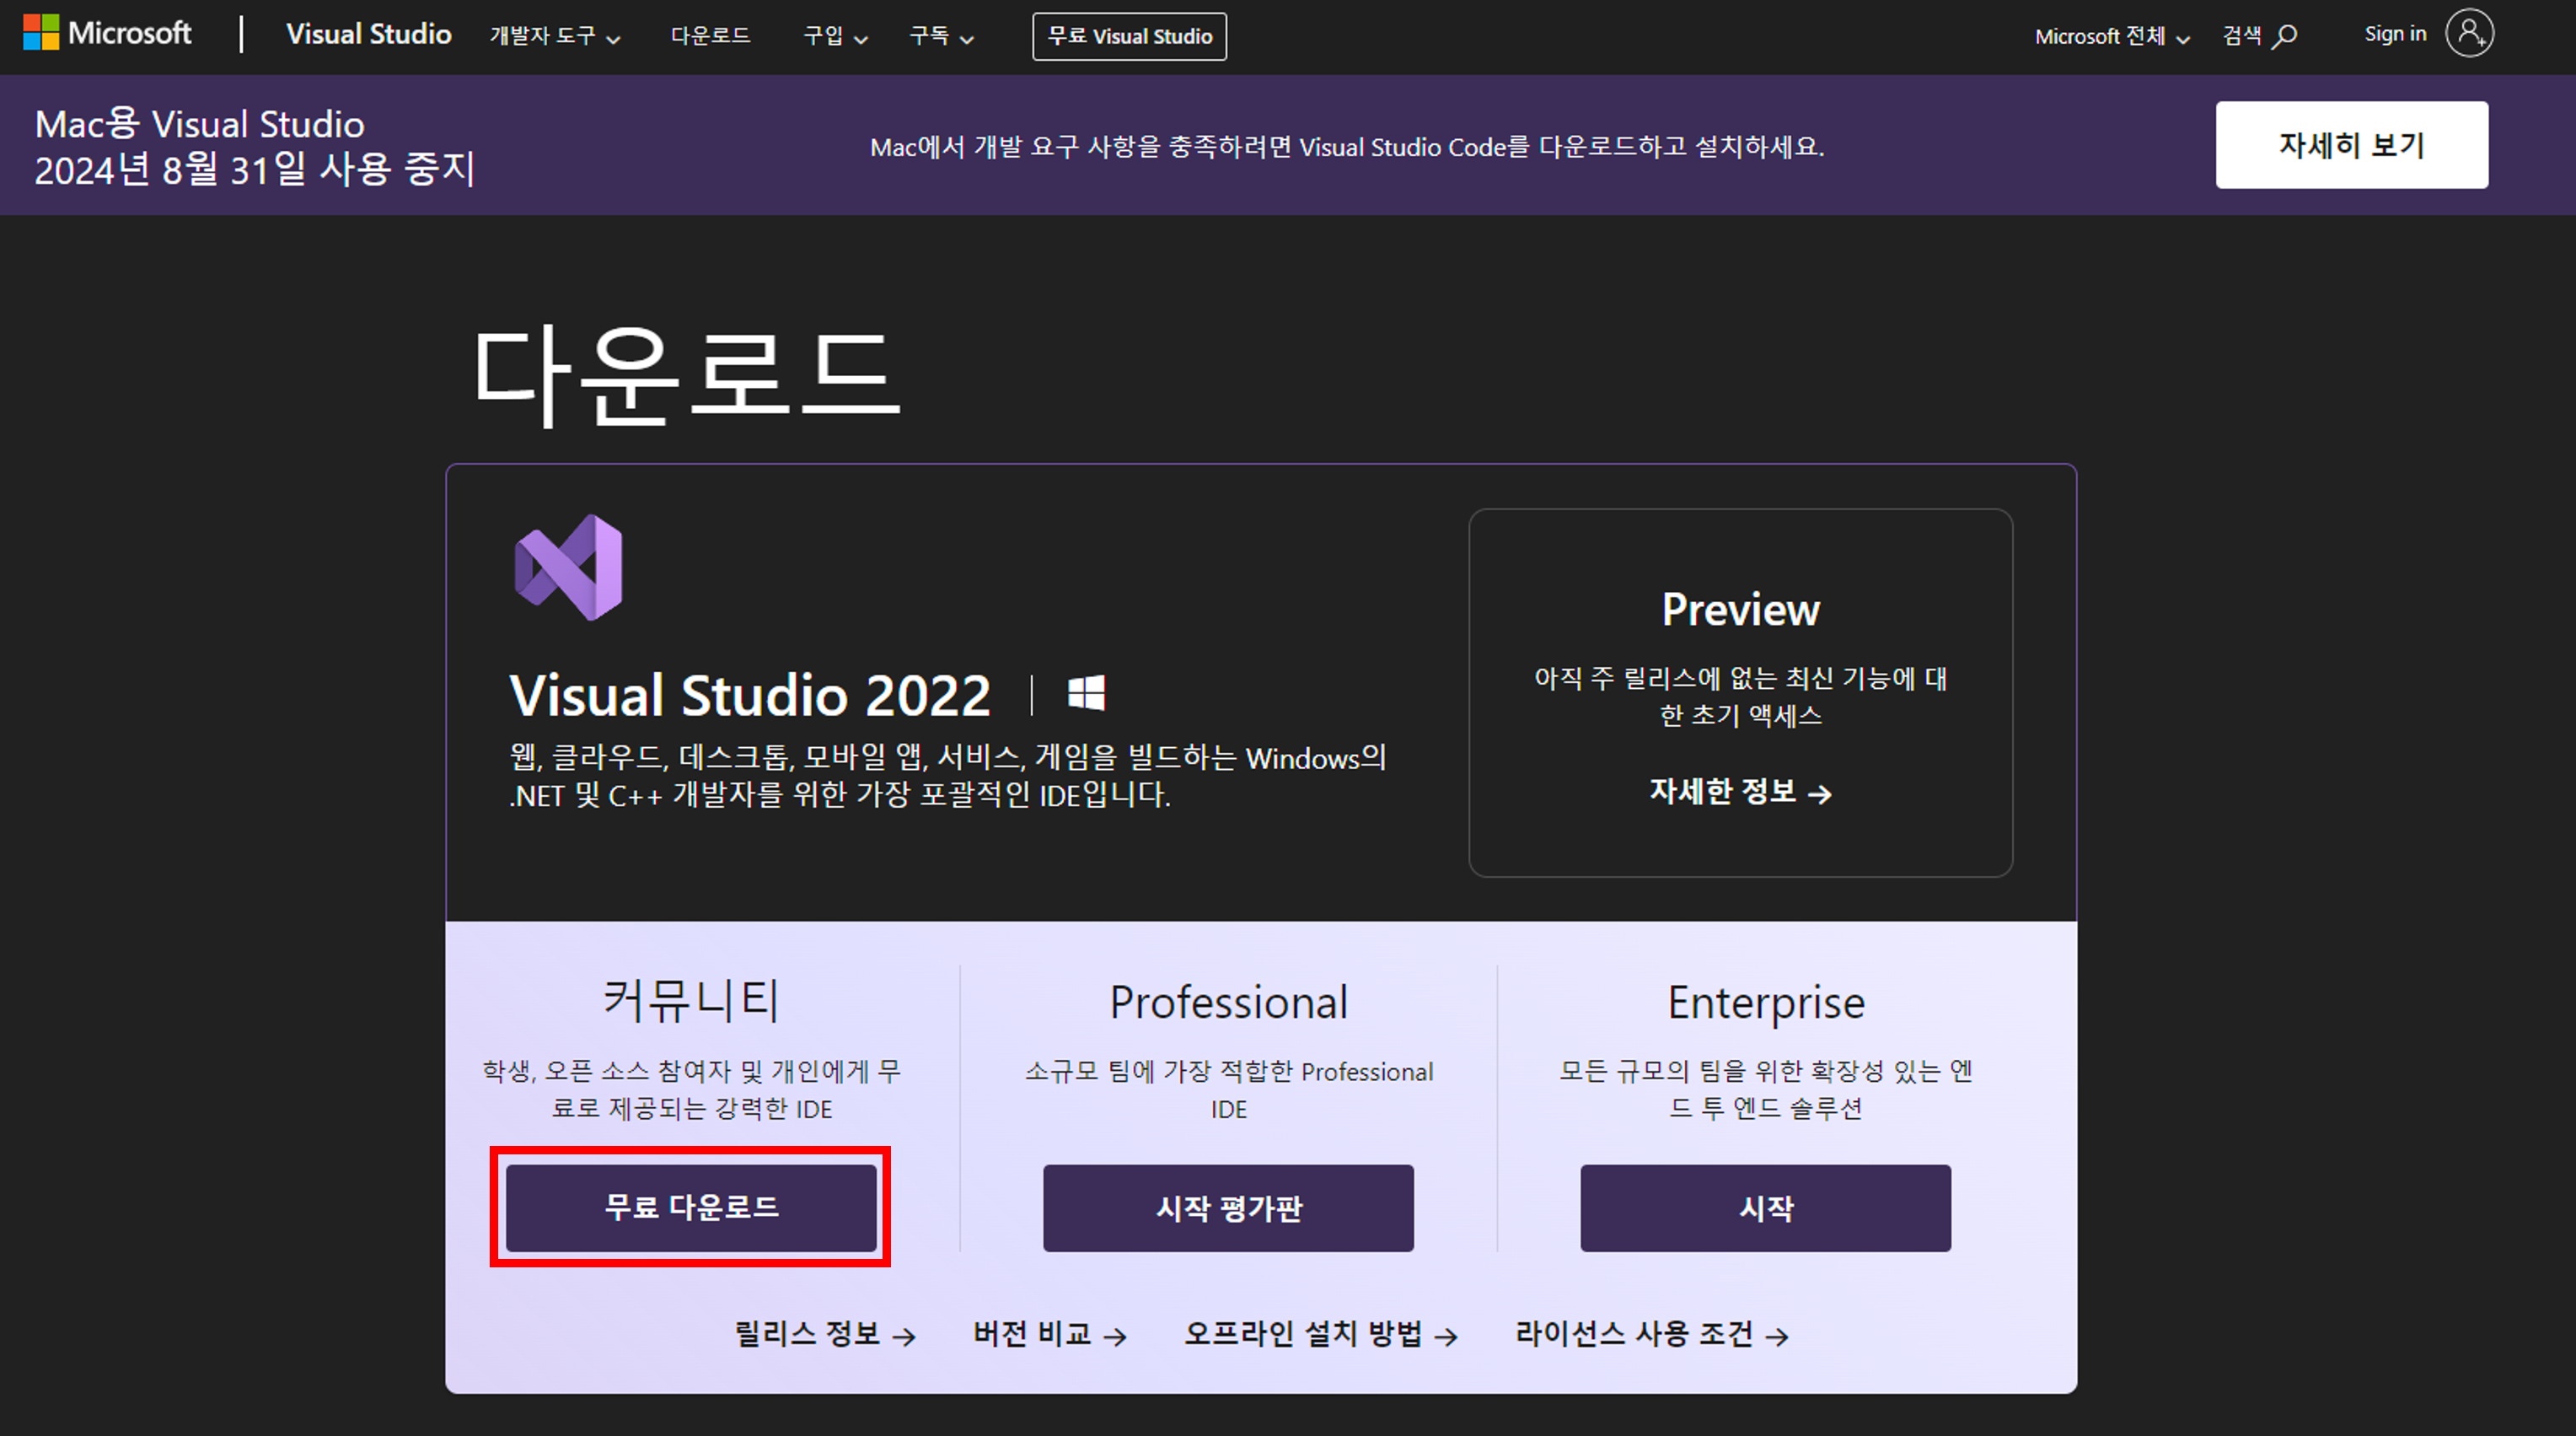 Microsoft
Visual Studio
개발자 도구
다운로드
구입
구독
무료 Visual Studio
Microsoft 전체
검색
Sign in
Mac용 Visual Studio
2024년 8월 31일 사용 중지
Mac에서 개발 요구 사항을 충족하려면 Visual Studio Code를 다운로드하고 설치하세요.
자세히 보기
다운로드
Visual Studio 2022
웹, 클라우드, 데스크톱, 모바일 앱, 서비스, 게임을 빌드하는 Windows의
.NET 및 C++ 개발자를 위한 가장 포괄적인 IDE입니다.
Preview
아직 주 릴리스에 없는 최신 기능에 대
한 초기 액세스
자세한 정보 →
커뮤니티
학생, 오픈 소스 참여자 및 개인에게 무
료로 제공되는 강력한 IDE
무료 다운로드
Professional
소규모 팀에 가장 적합한 Professional
IDE
시작 평가판
Enterprise
모든 규모의 팀을 위한 확장성 있는 엔
드 투 엔드 솔루션
시작
릴리스 정보 →
버전 비교 →
오프라인 설치 방법 →
라이선스 사용 조건 →